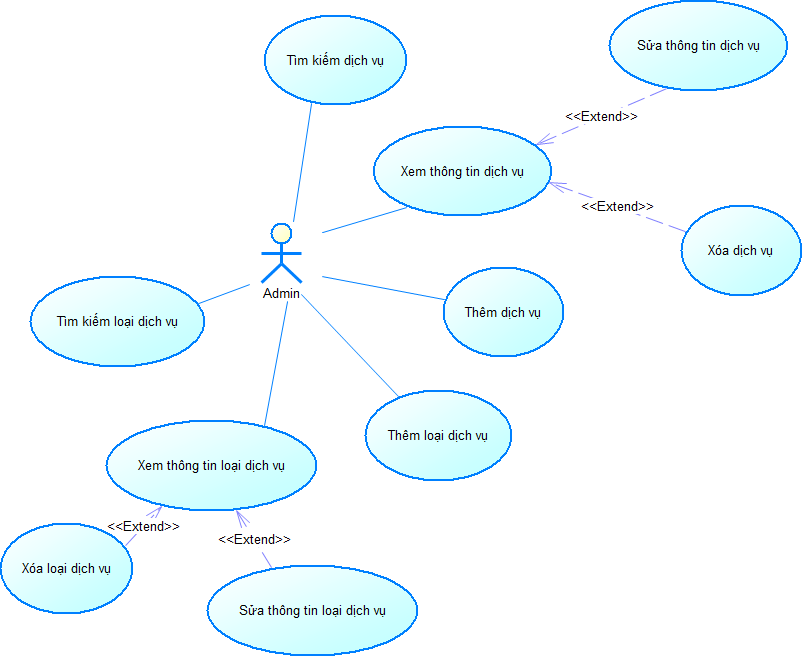 Sửa thông tin dịch vụ
Tìm kiếm dịch vụ
<<Extend>>
Xem thông tin dịch vụ
<<Extend>>
Xóa dịch vụ
Admin
Thêm dịch vụ
Tìm kiếm loại dịch vụ
Thêm loại dịch vụ
Xem thông tin loại dịch vụ
<<Extend>>
<<Extend>>
Xóa loại dịch vụ
Sửa thông tin loại dịch vụ